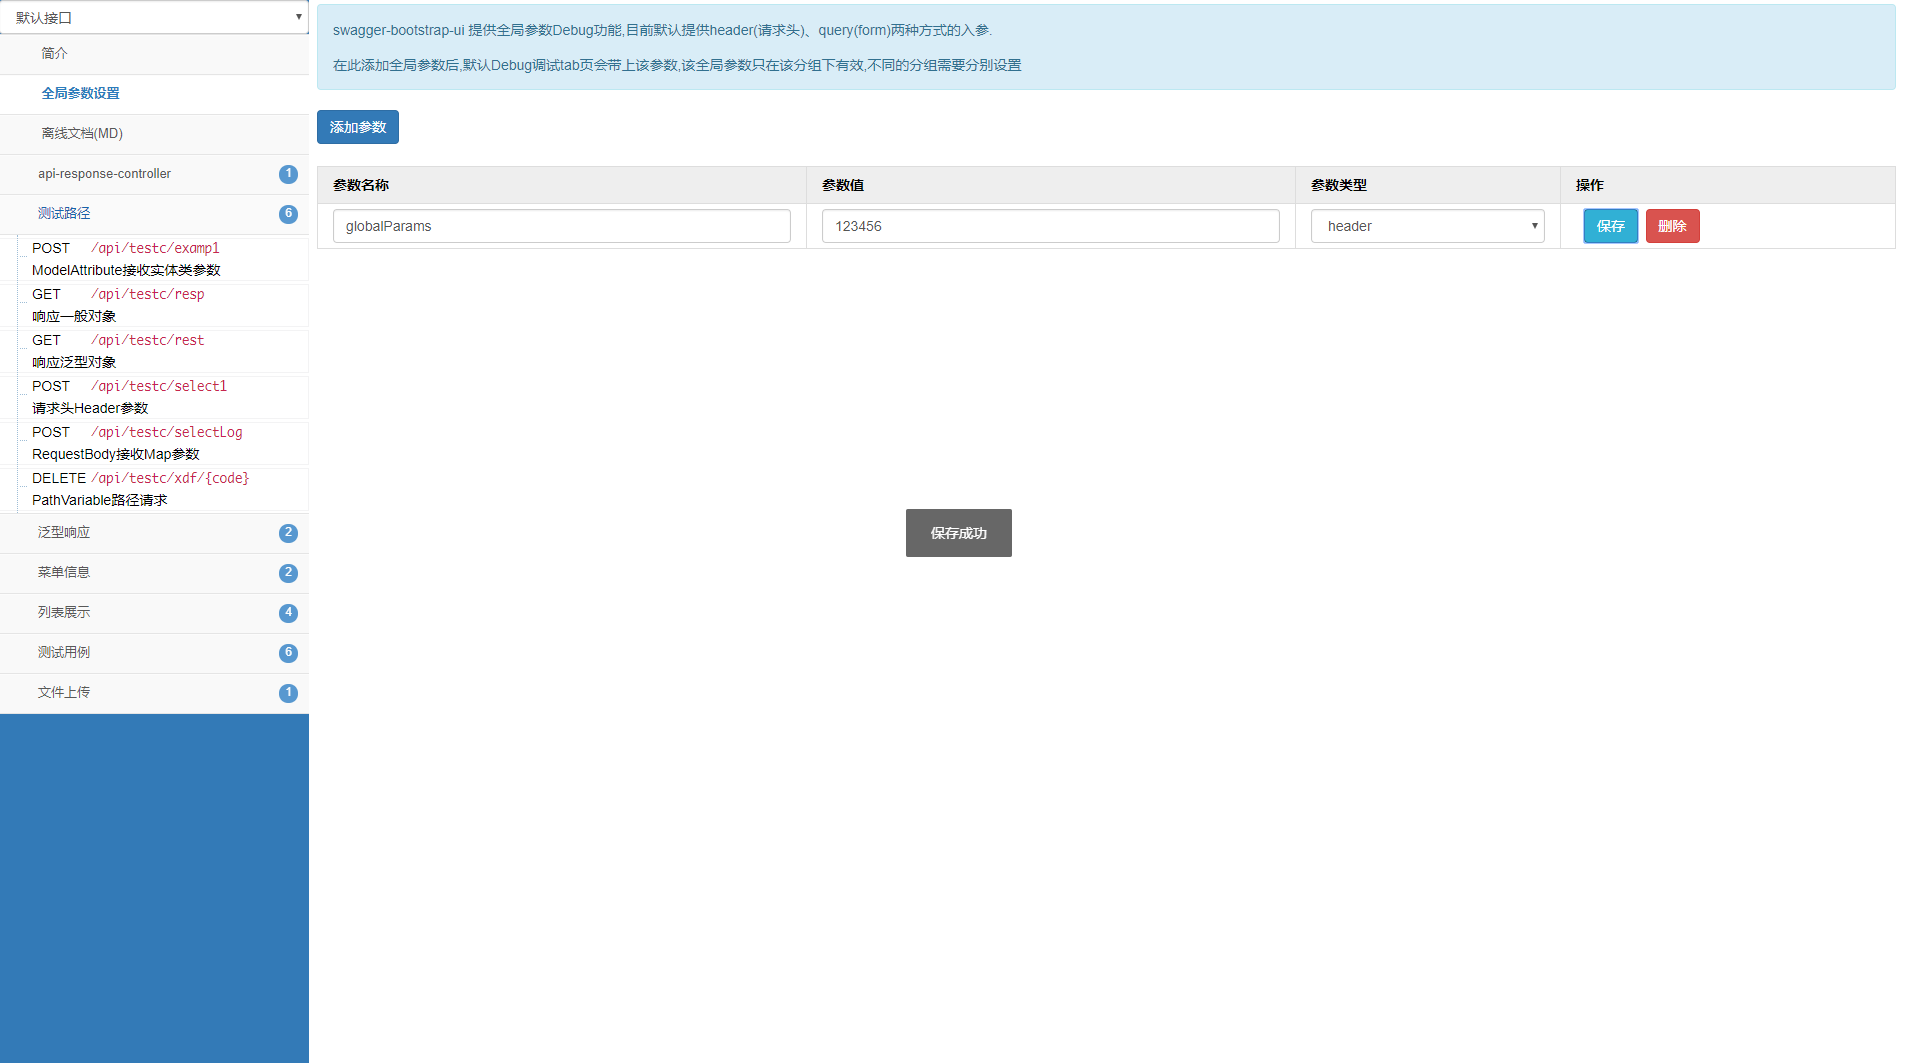 默认接口
简介
全局参数设置
离线文档(MD)
api-response-controller 1
测试路径 6
POST /api/testc/examp1
ModelAttribute接收实体类参数
GET /api/testc/resp
响应一般对象
GET /api/testc/rest
响应泛型对象
POST /api/testc/select1
请求头Header参数
POST /api/testc/selectLog
RequestBody接收Map参数
DELETE /api/testc/xdf/{code}
PathVariable路径请求
泛型响应 2
菜单信息 2
列表展示 4
测试用例 6
文件上传 1
swagger-bootstrap-ui 提供全局参数Debug功能,目前默认提供header(请求头)、query(form)两种方式的入参.
在此添加全局参数后,默认Debug调试tab页会带上该参数,该全局参数只在该分组下有效,不同的分组需要分别设置
添加参数
参数名称 参数值 参数类型 操作
globalParams 123456 header 保存 删除
保存成功